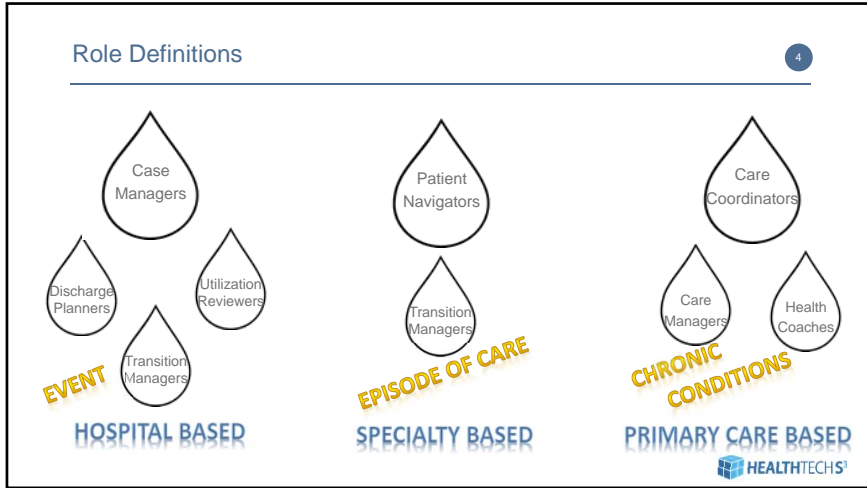 Role Definitions
4
Case
Managers
Discharge
Planners
Utilization
Reviewers
Transition
Managers
EVENT
HOSPITAL BASED
Patient
Navigators
Transition
Managers
EPISODE OF CARE
SPECIALTY BASED
Care
Coordinators
Care
Managers
Health
Coaches
CHRONIC
CONDITIONS
PRIMARY CARE BASED
HEALTHTECHS3